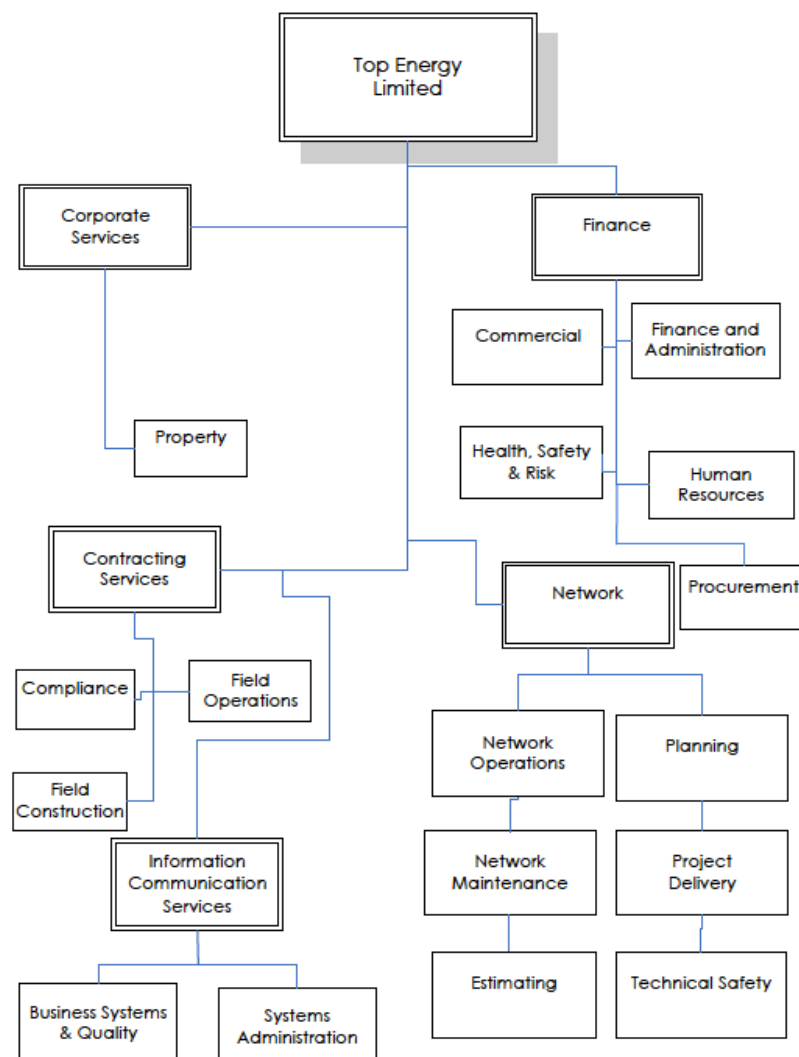 Top Energy
Limited
Corporate
Services
Finance
Commercial
Finance and
Administration
Property
Health, Safety
& Risk
Human
Resources
Contracting
Services
Network
Procurement
Compliance
Field
Operations
Network
Operations
Planning
Field
Construction
Information
Communication
Services
Network
Maintenance
Project
Delivery
Estimating
Technical Safety
Business Systems
& Quality
Systems
Administration